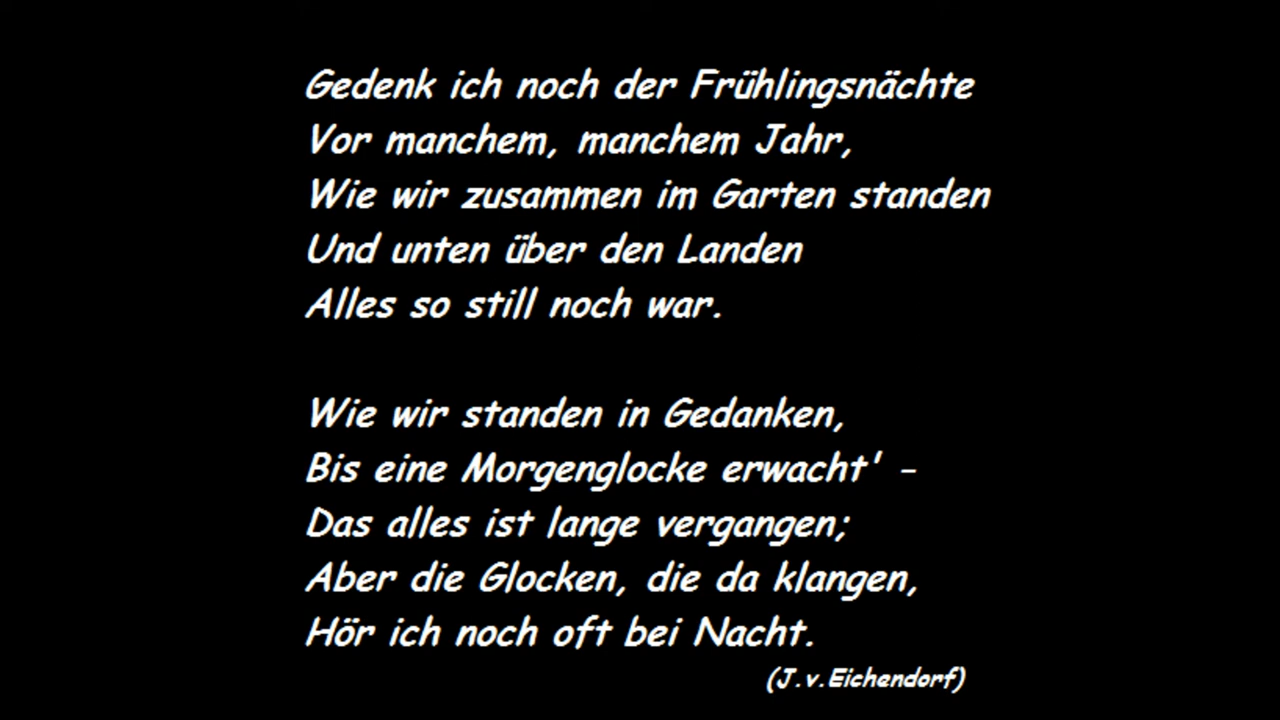 Gedenk ich noch der Frühlingsnächte
Vor manchem, manchem Jahr,
Wie wir zusammen im Garten standen
Und unten über den Landen
Alles so still noch war.
Wie wir standen in Gedanken,
Bis eine Morgenglocke erwacht' -
Das alles ist lange vergangen;
Aber die Glocken, die da klangen,
Hör ich noch oft bei Nacht.
(J.v.Eichendorf)